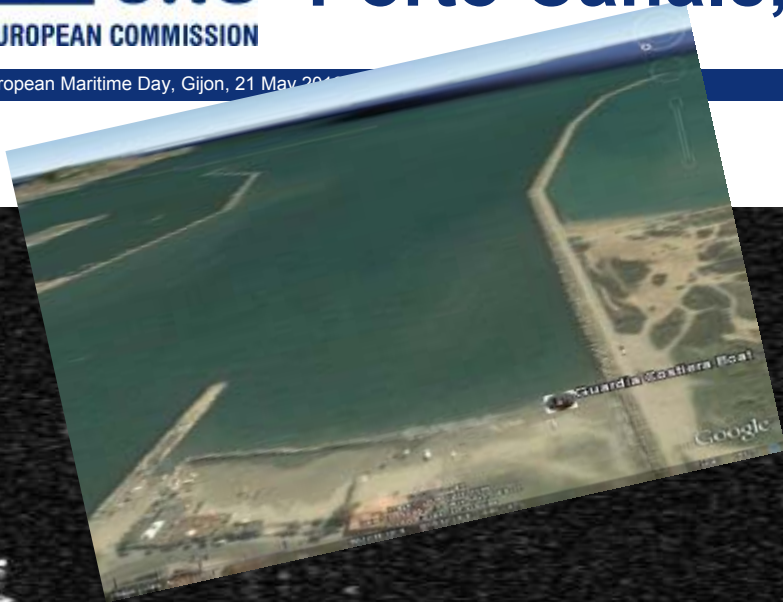 Porto Canale,
EUROPEAN COMMISSION
European Maritime Day, Gijon, 21 May
Guardia Costiera Boat
Google